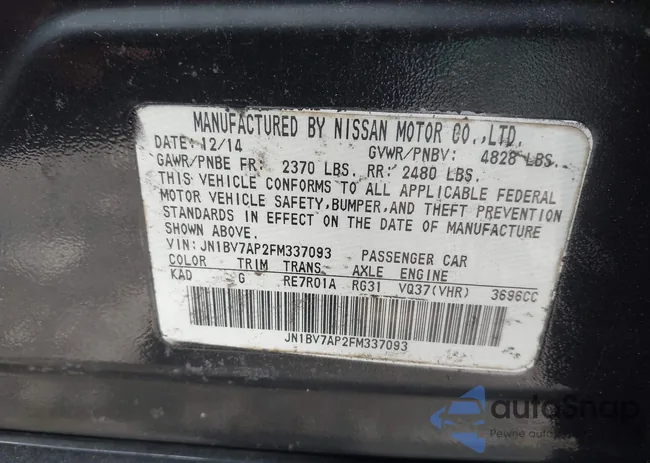 MANUFACTURED BY NISSAN MOTOR CO.,LTD.
DATE: 12/14 GVWR/PNBV: 4828 LBS.
GAWR/PNBE FR: 2370 LBS. RR: 2480 LBS.
THIS VEHICLE CONFORMS TO ALL APPLICABLE FEDERAL
MOTOR VEHICLE SAFETY, BUMPER, AND THEFT PREVENTION
STANDARDS IN EFFECT ON THE DATE OF MANUFACTURE
SHOWN ABOVE.
VIN: JN1BV7AP2FM337093 PASSENGER CAR
COLOR TRIM TRANS. AXLE ENGINE
KAD G RE7R01A RG31 VQ37(VHR) 3696CC
JN1BV7AP2FM337093
autoSnap
Pewne auto